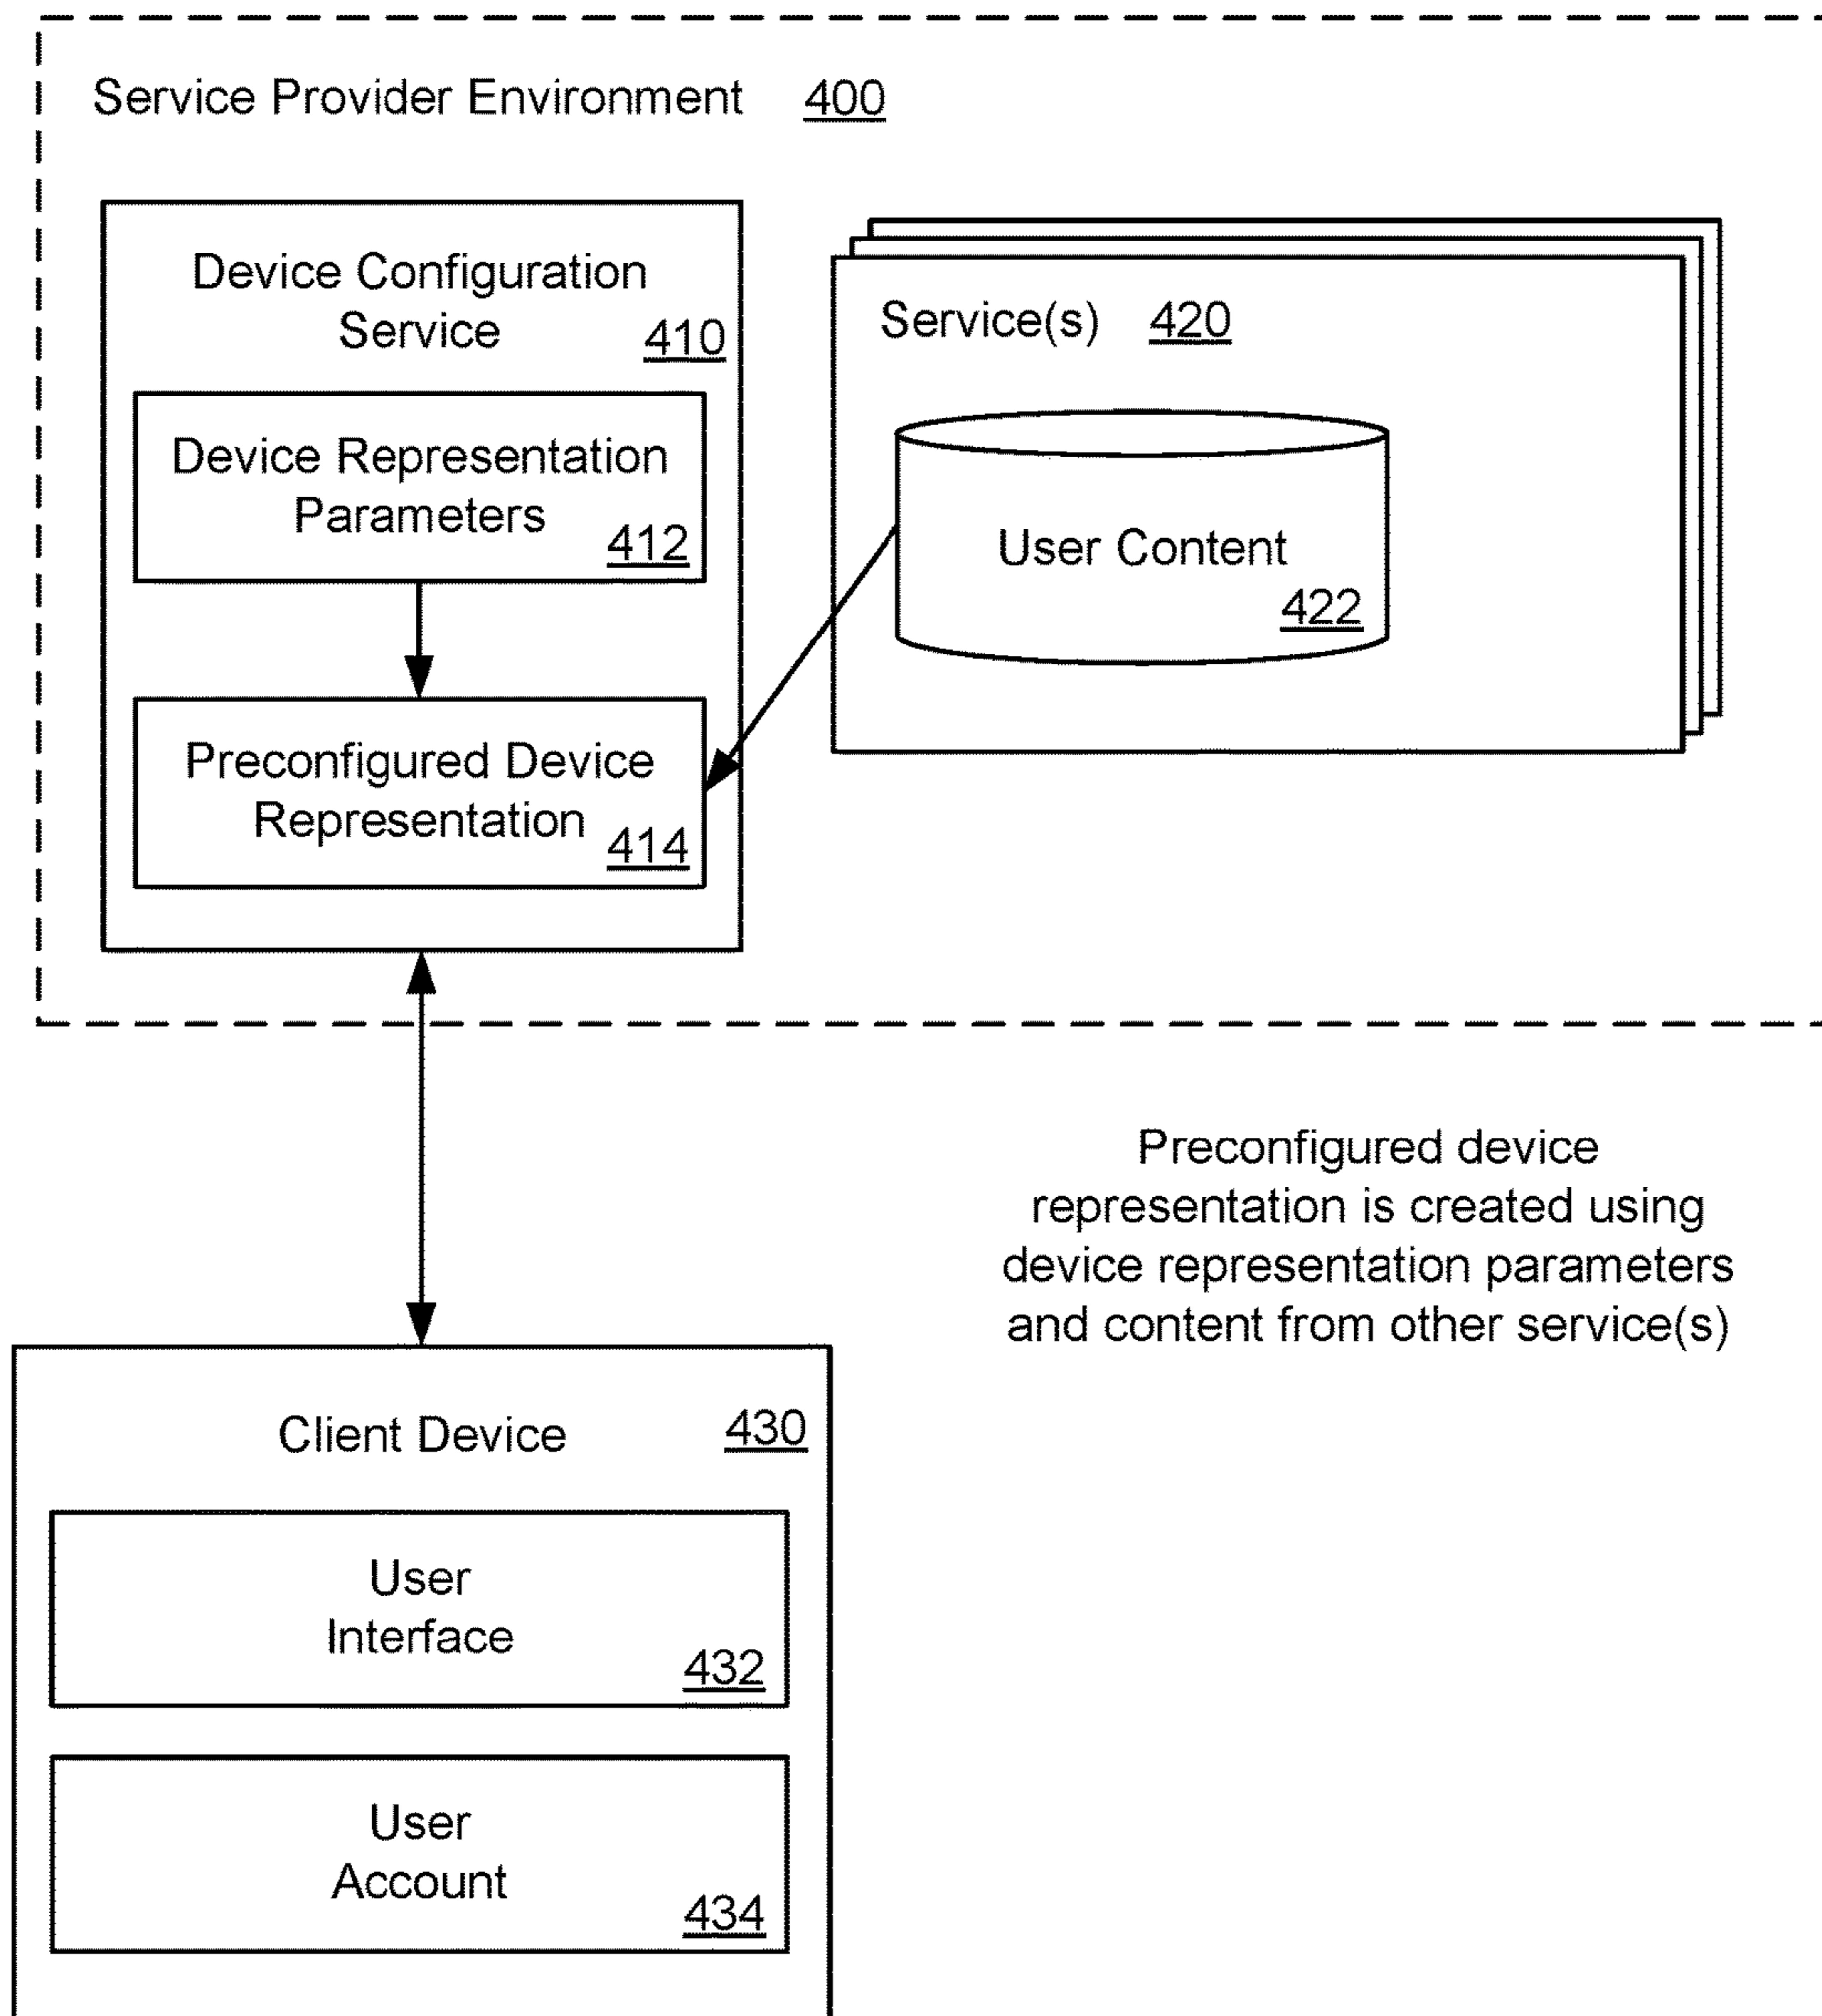 Service Provider Environment 400
Device Configuration
Service 410
Device Representation
Parameters 412
Preconfigured Device
Representation 414
Service(s) 420
User Content
422
Preconfigured device
representation is created using
device representation parameters
and content from other service(s)
Client Device 430
User
Interface 432
User
Account 434